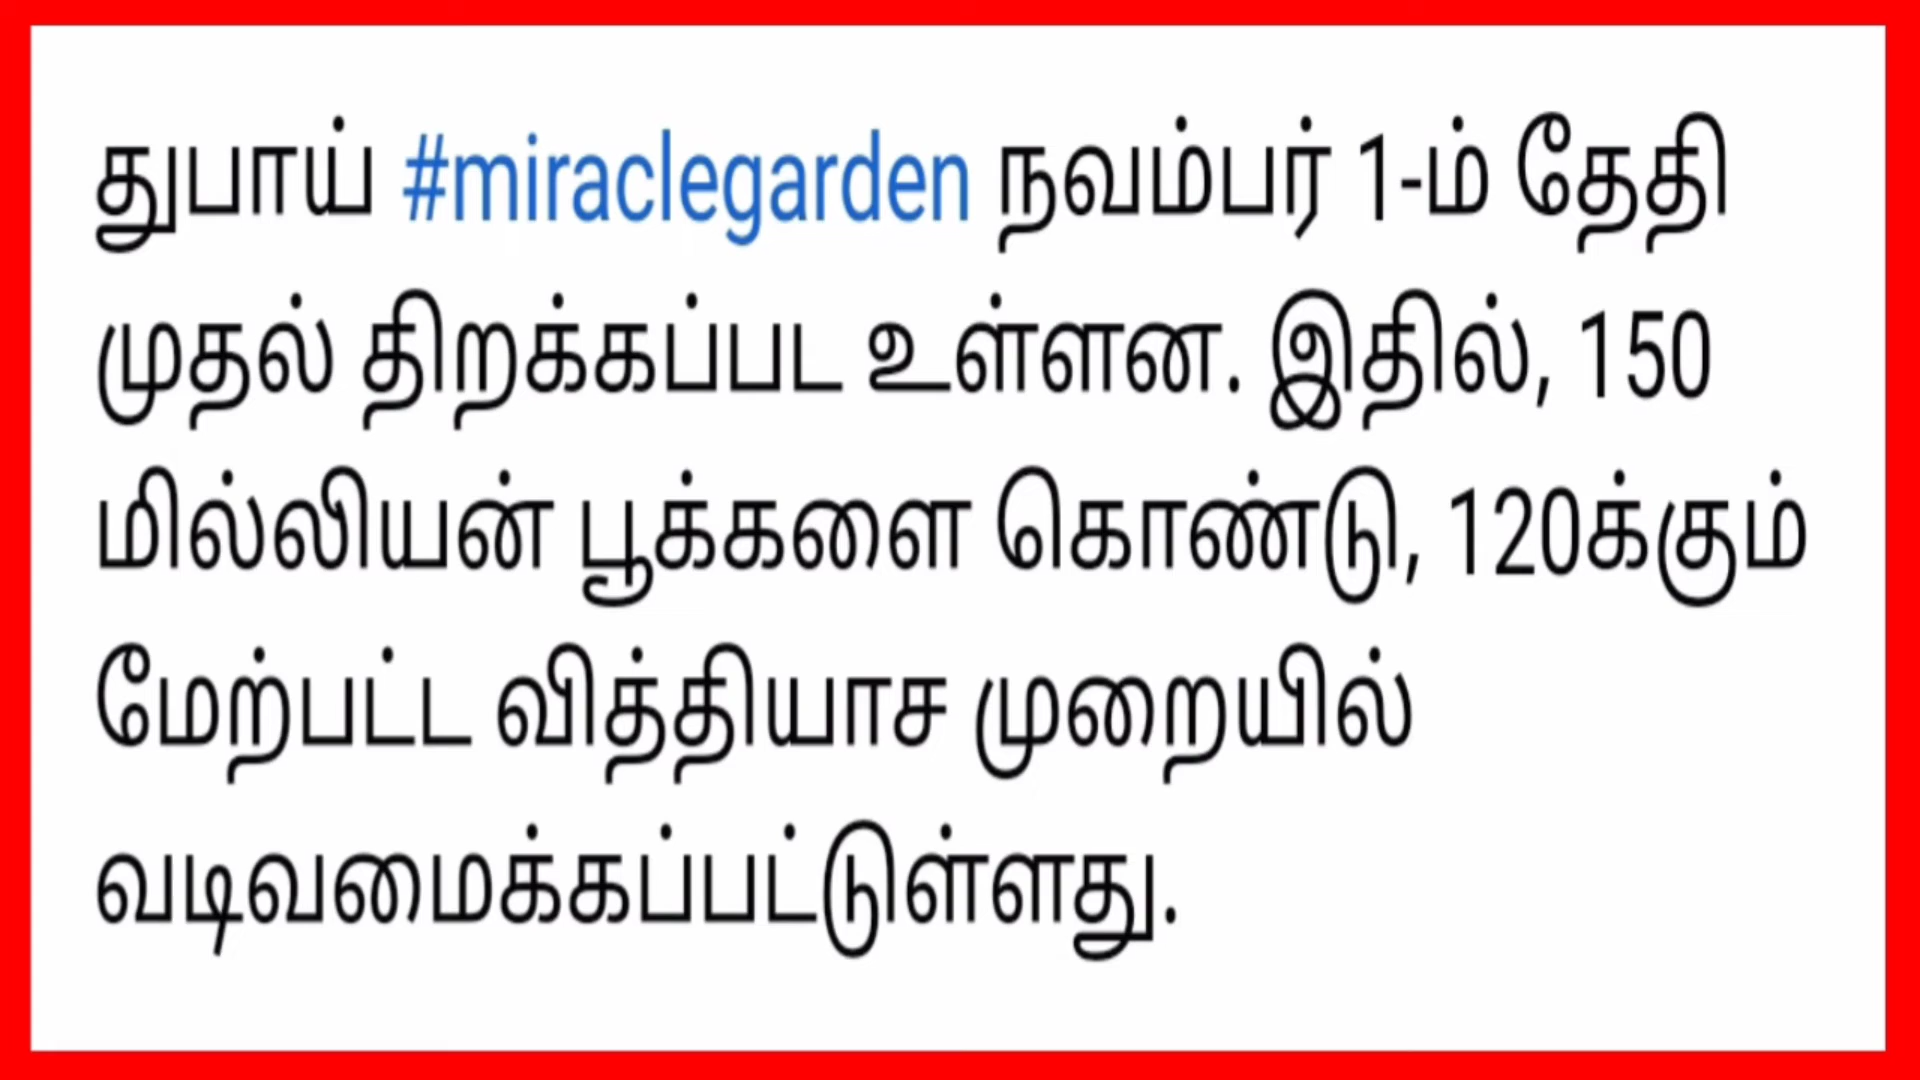 துபாய் #miraclegarden நவம்பர் 1-ம் தேதி
முதல் திறக்கப்பட உள்ளன. இதில், 150
மில்லியன் பூக்களை கொண்டு, 120க்கும்
மேற்பட்ட வித்தியாச முறையில்
வடிவமைக்கப்பட்டுள்ளது.